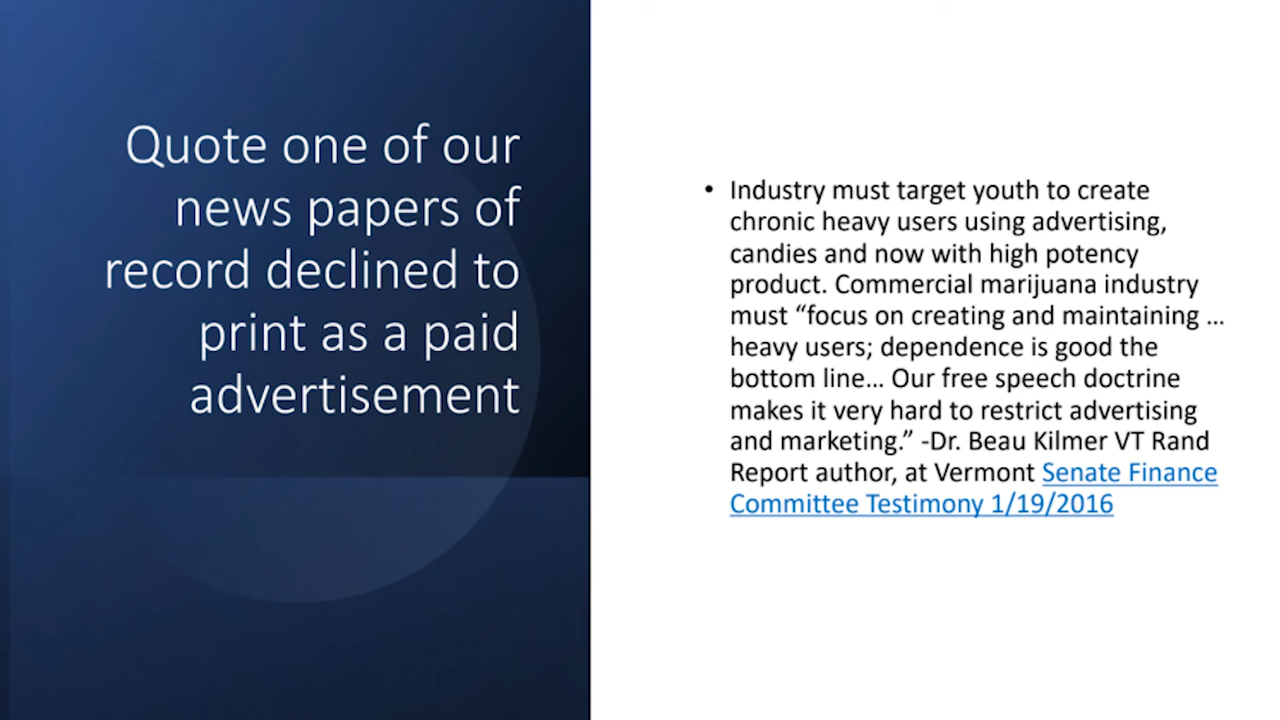 Quote one of our
news papers of
record declined to
print as a paid
advertisement
• Industry must target youth to create
chronic heavy users using advertising,
candies and now with high potency
product. Commercial marijuana industry
must “focus on creating and maintaining …
heavy users; dependence is good the
bottom line… Our free speech doctrine
makes it very hard to restrict advertising
and marketing.” -Dr. Beau Kilmer VT Rand
Report author, at Vermont Senate Finance
Committee Testimony 1/19/2016